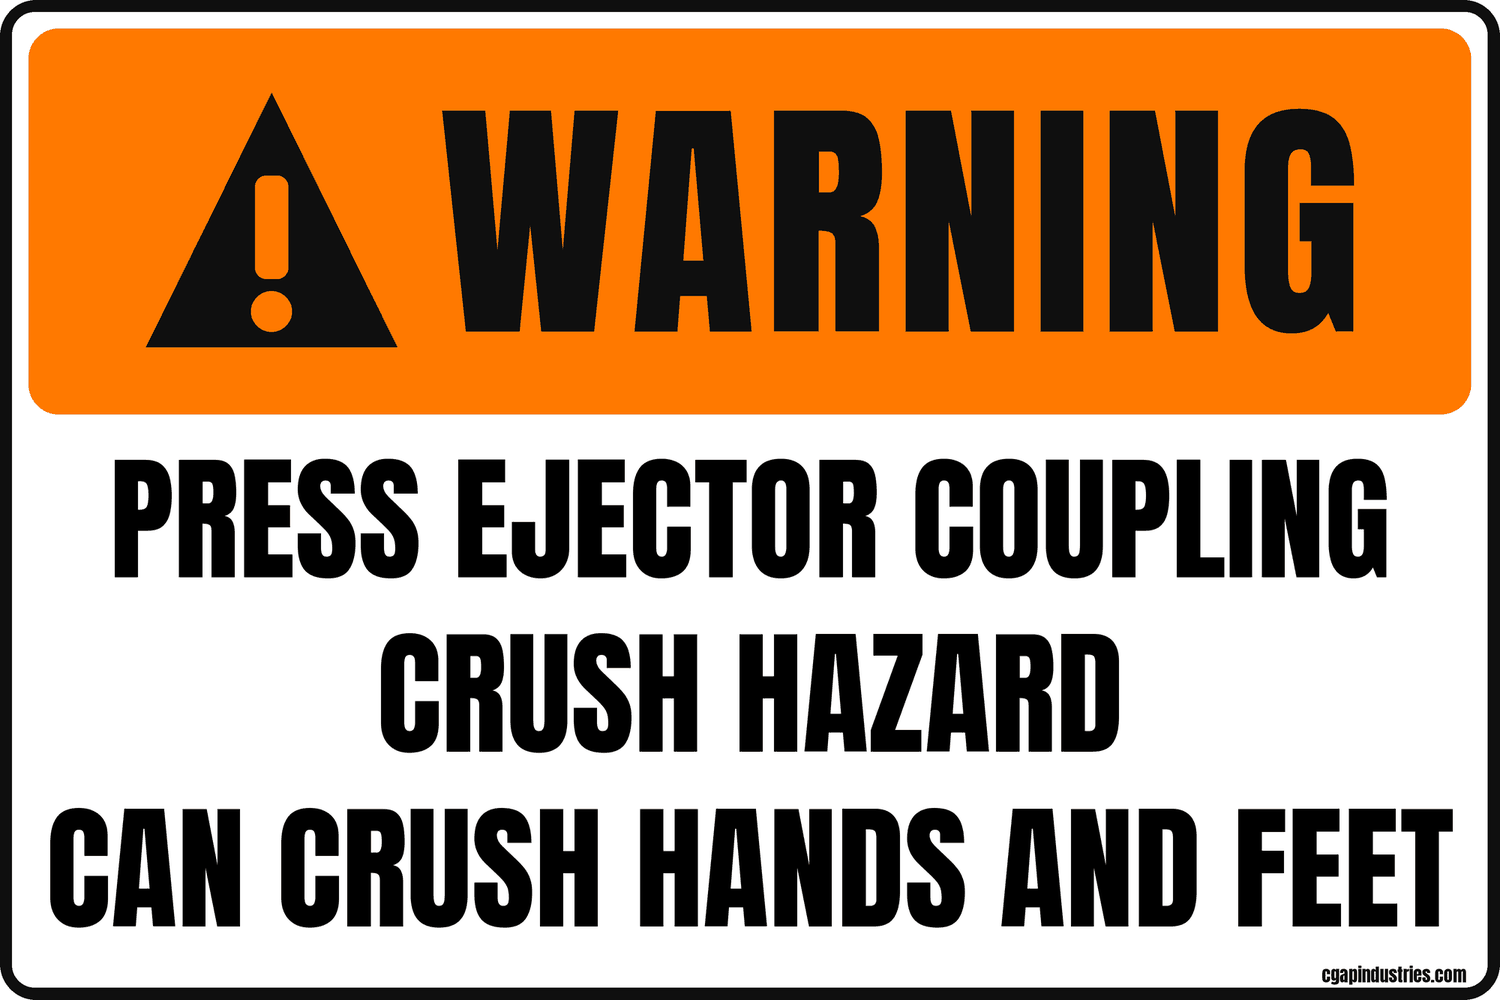 WARNING
PRESS EJECTOR COUPLING
CRUSH HAZARD
CAN CRUSH HANDS AND FEET
cgapindustries.com